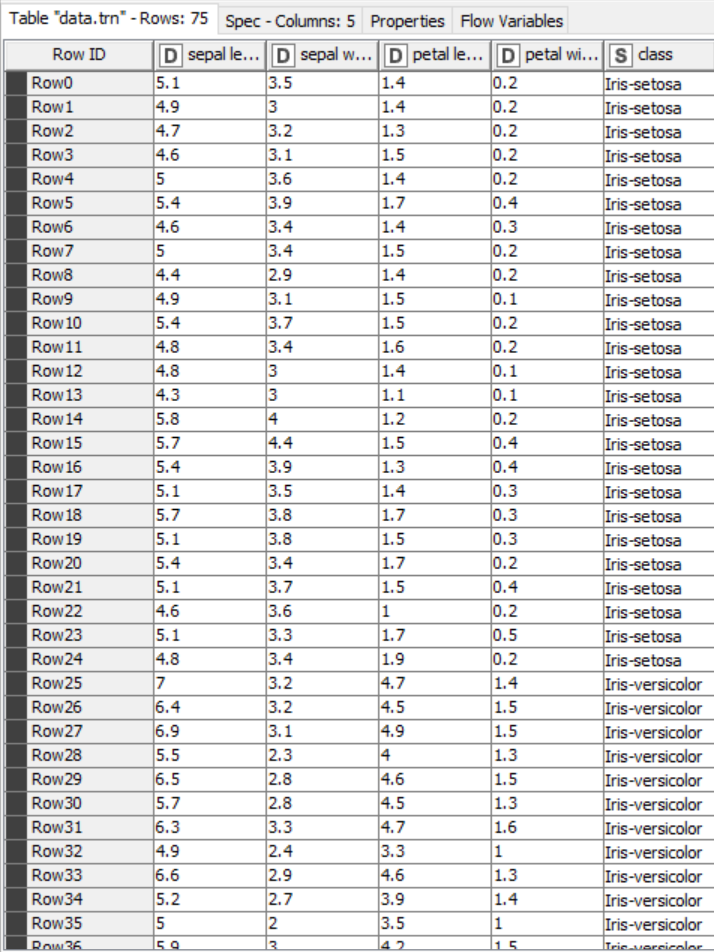 Table "data.trn" - Rows: 75 Spec - Columns: 5 Properties Flow Variables
Row ID D sepal le... D sepal w... D petal le... D petal wi... S class
Row0 5.1 3.5 1.4 0.2 Iris-setosa
Row1 4.9 3 1.4 0.2 Iris-setosa
Row2 4.7 3.2 1.3 0.2 Iris-setosa
Row3 4.6 3.1 1.5 0.2 Iris-setosa
Row4 5 3.6 1.4 0.2 Iris-setosa
Row5 5.4 3.9 1.7 0.4 Iris-setosa
Row6 4.6 3.4 1.4 0.3 Iris-setosa
Row7 5 3.4 1.5 0.2 Iris-setosa
Row8 4.4 2.9 1.4 0.2 Iris-setosa
Row9 4.9 3.1 1.5 0.1 Iris-setosa
Row10 5.4 3.7 1.5 0.2 Iris-setosa
Row11 4.8 3.4 1.6 0.2 Iris-setosa
Row12 4.8 3 1.4 0.1 Iris-setosa
Row13 4.3 3 1.1 0.1 Iris-setosa
Row14 5.8 4 1.2 0.2 Iris-setosa
Row15 5.7 4.4 1.5 0.4 Iris-setosa
Row16 5.4 3.9 1.3 0.4 Iris-setosa
Row17 5.1 3.5 1.4 0.3 Iris-setosa
Row18 5.7 3.8 1.7 0.3 Iris-setosa
Row19 5.1 3.8 1.5 0.3 Iris-setosa
Row20 5.4 3.4 1.7 0.2 Iris-setosa
Row21 5.1 3.7 1.5 0.4 Iris-setosa
Row22 4.6 3.6 1 0.2 Iris-setosa
Row23 5.1 3.3 1.7 0.5 Iris-setosa
Row24 4.8 3.4 1.9 0.2 Iris-setosa
Row25 7 3.2 4.7 1.4 Iris-versicolor
Row26 6.4 3.2 4.5 1.5 Iris-versicolor
Row27 6.9 3.1 4.9 1.5 Iris-versicolor
Row28 5.5 2.3 4 1.3 Iris-versicolor
Row29 6.5 2.8 4.6 1.5 Iris-versicolor
Row30 5.7 2.8 4.5 1.3 Iris-versicolor
Row31 6.3 3.3 4.7 1.6 Iris-versicolor
Row32 4.9 2.4 3.3 1 Iris-versicolor
Row33 6.6 2.9 4.6 1.3 Iris-versicolor
Row34 5.2 2.7 3.9 1.4 Iris-versicolor
Row35 5 2 3.5 1 Iris-versicolor
Row36 5.9 3 4.2 1.5 Iris-versicolor